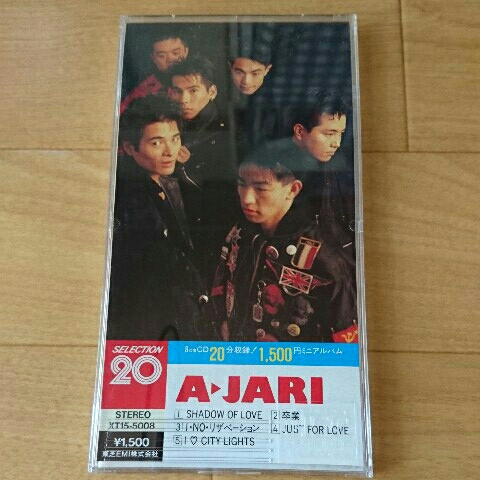 SELECTION
20
8cmCD 20分収録! 1,500円ミニアルバム
A▶JARI
STEREO
XT15-5008
¥1,500
東芝EMI株式会社
1 SHADOW OF LOVE 2 卒業
3 I・NO・リザベーション 4 JUST FOR LOVE
5 I ♡ CITY LIGHTS